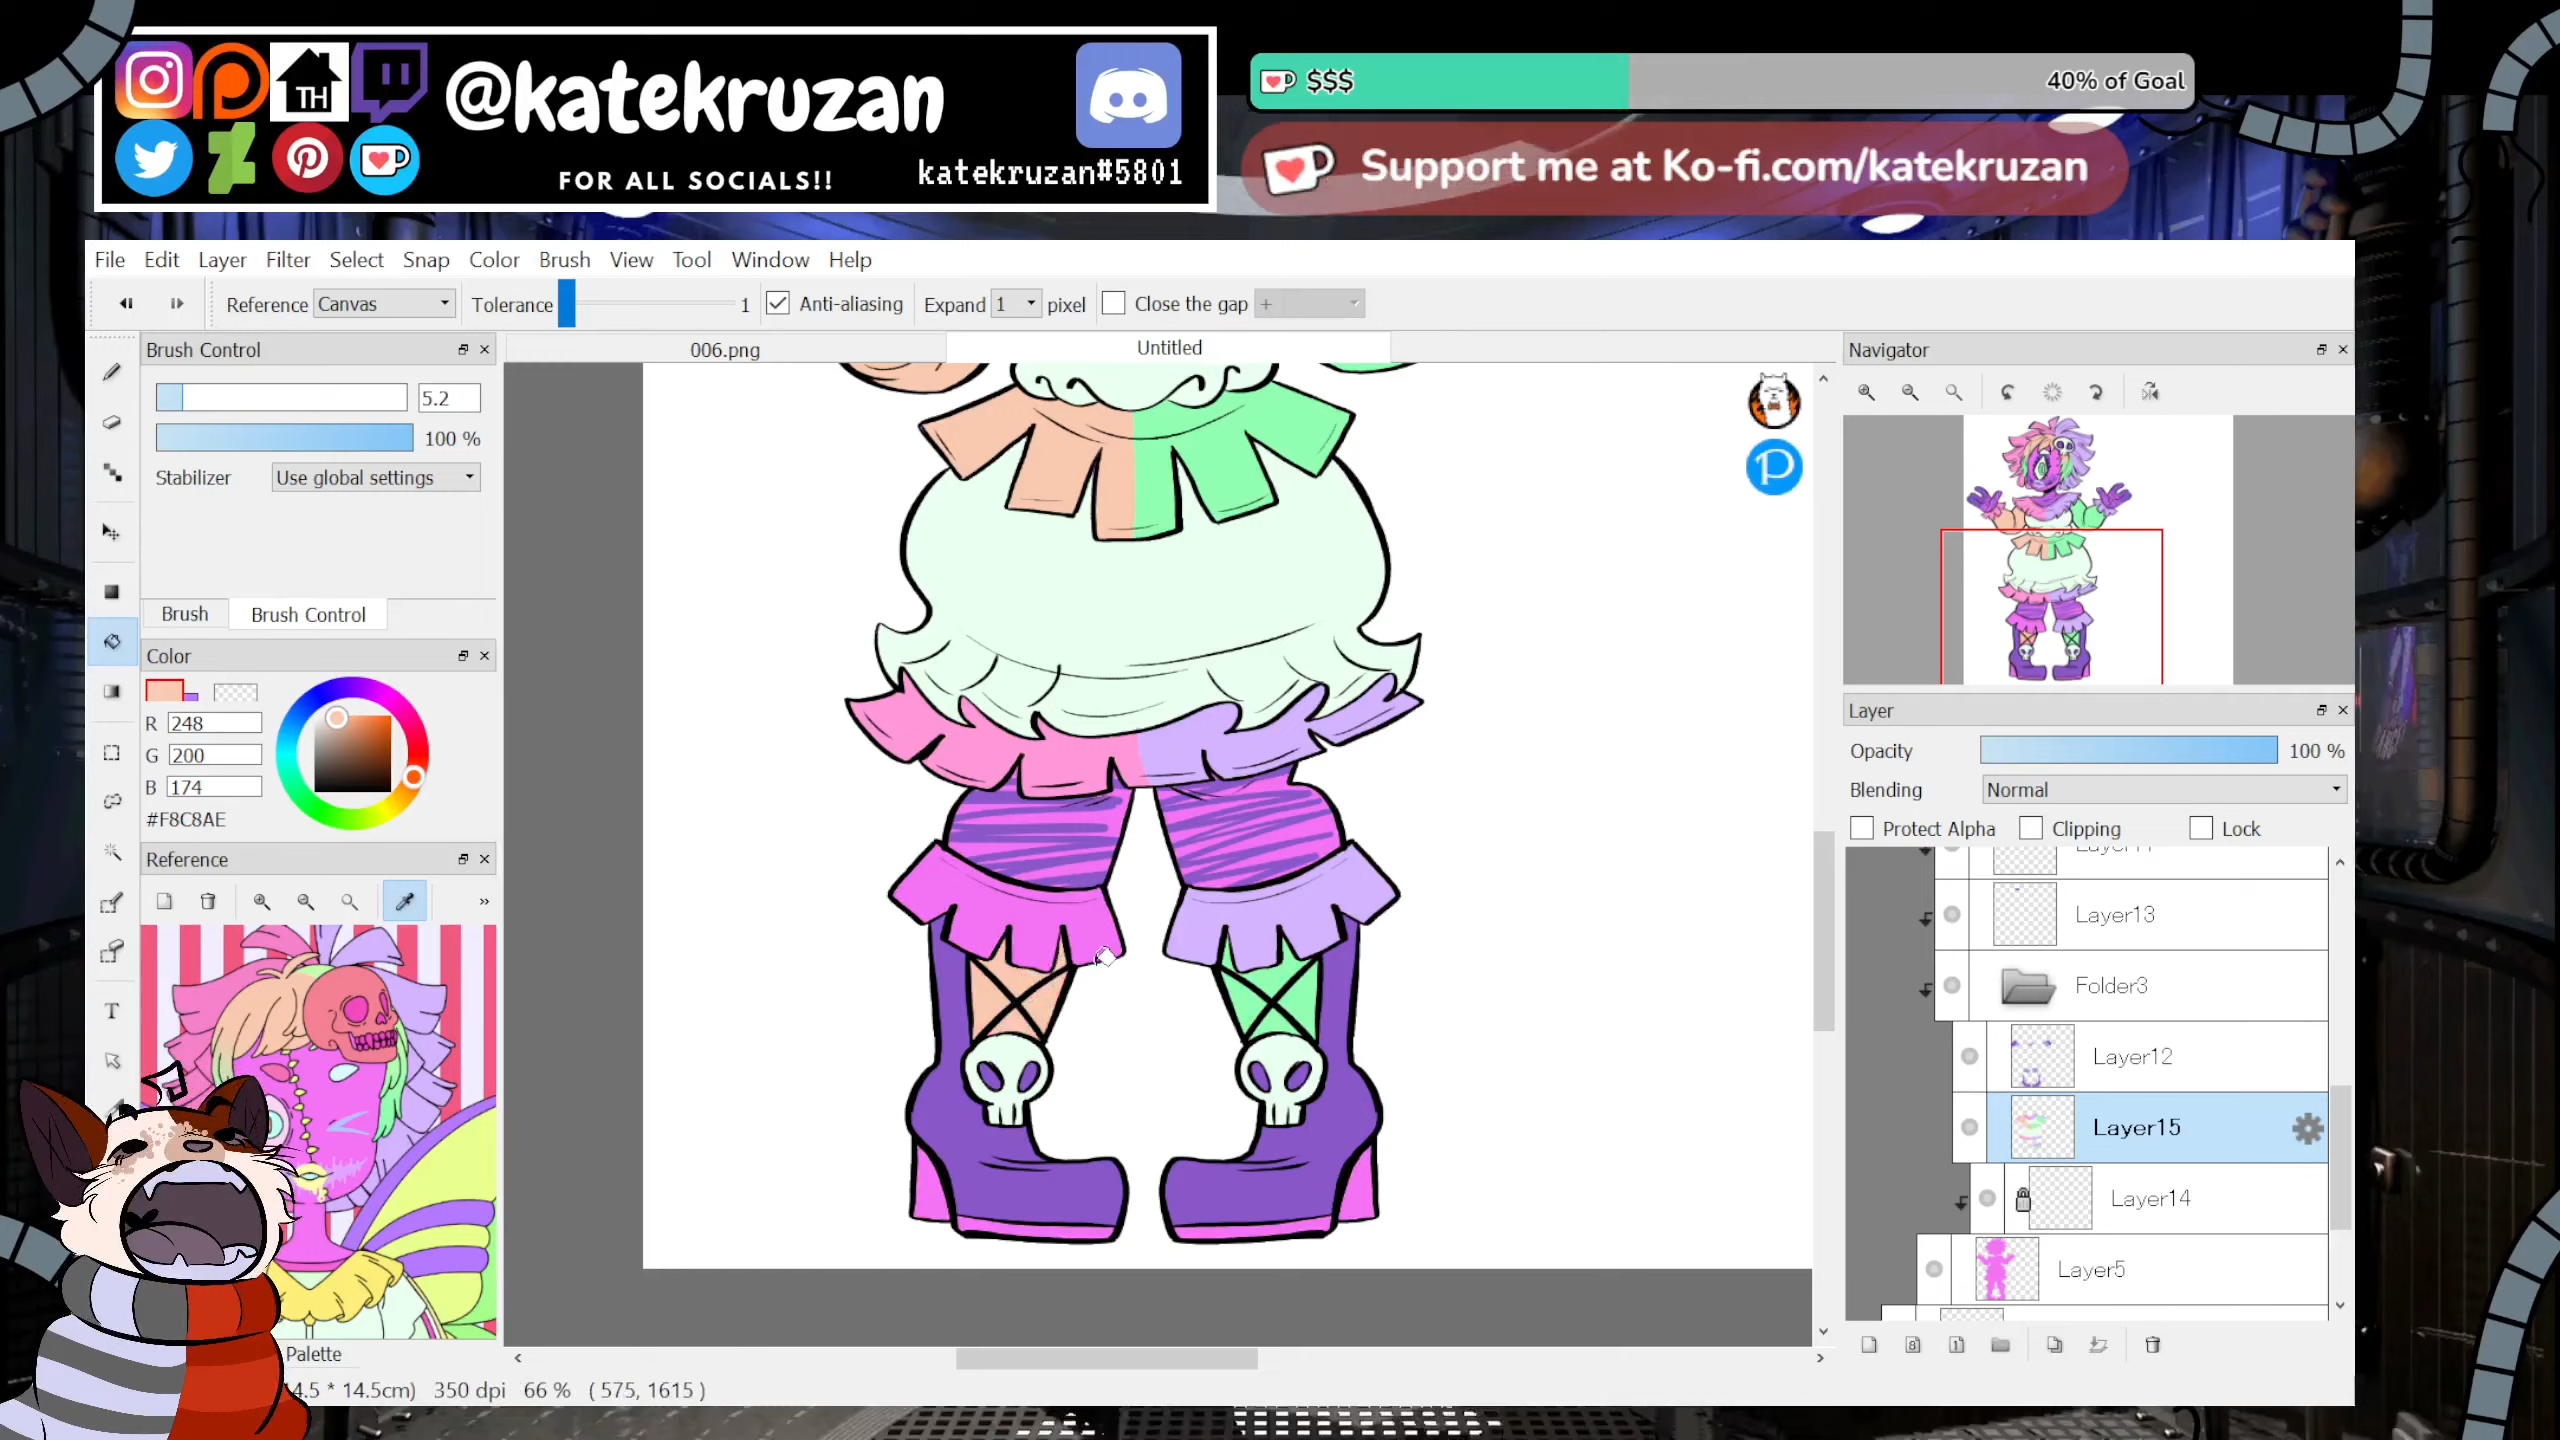 TH
@katekruzan
FOR ALL SOCIALS!!
katekruzan#5801
$$$
40% of Goal
Support me at Ko-fi.com/katekruzan
File Edit Layer Filter Select Snap Color Brush View Tool Window Help
Reference Canvas Tolerance 1 Anti-aliasing Expand 1 pixel Close the gap +
Brush Control
5.2
100 %
Stabilizer Use global settings
Brush Brush Control
Color
R 248
G 200
B 174
#F8C8AE
Reference
Palette
006.png
Untitled
Navigator
Layer
Opacity 100 %
Blending Normal
Protect Alpha Clipping Lock
Layer13
Folder3
Layer12
Layer15
Layer14
Layer5
4.5 * 14.5cm) 350 dpi 66 % ( 575, 1615 )